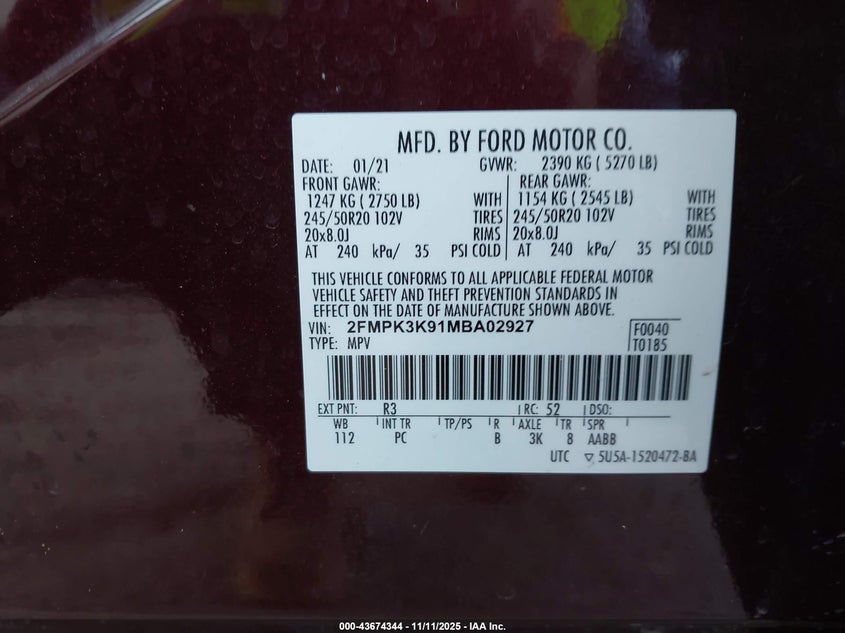 MFD. BY FORD MOTOR CO.
DATE: 01/21 GVWR: 2390 KG ( 5270 LB)
FRONT GAWR: REAR GAWR:
1247 KG ( 2750 LB) WITH 1154 KG ( 2545 LB) WITH
245/50R20 102V TIRES 245/50R20 102V TIRES
20x8.0J RIMS 20x8.0J RIMS
AT 240 kPa/ 35 PSI COLD AT 240 kPa/ 35 PSI COLD
THIS VEHICLE CONFORMS TO ALL APPLICABLE FEDERAL MOTOR
VEHICLE SAFETY AND THEFT PREVENTION STANDARDS IN
EFFECT ON THE DATE OF MANUFACTURE SHOWN ABOVE.
VIN: 2FMPK3K91MBA02927 F0040
TYPE: MPV T0185
EXT PNT: R3 RC: 52 DSO:
WB INT TR TP/PS R AXLE TR SPR
112 PC B 3K 8 AABB
UTC ▽ 5U5A-1520472-BA
000-43674344 - 11/11/2025 - IAA Inc.